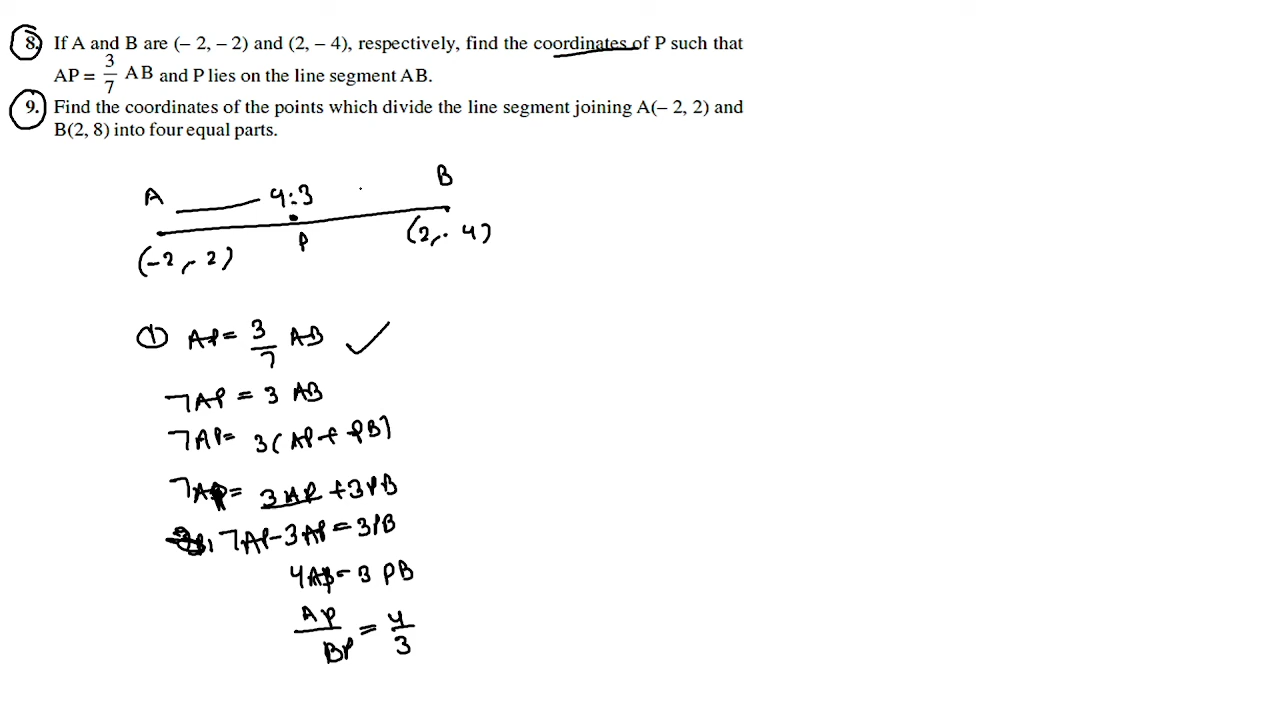 8. If A and B are (– 2, – 2) and (2, – 4), respectively, find the coordinates of P such that
AP = 3/7 AB and P lies on the line segment AB.
9. Find the coordinates of the points which divide the line segment joining A(– 2, 2) and
B(2, 8) into four equal parts.
A 4:3 B
P
(-2, -2) (2, -4)
① AP = 3/7 AB ✓
7AP = 3 AB
7AP = 3(AP + PB)
7AP = 3AP + 3PB
7AP - 3AP = 3PB
4AP = 3 PB
AP/BP = 4/3